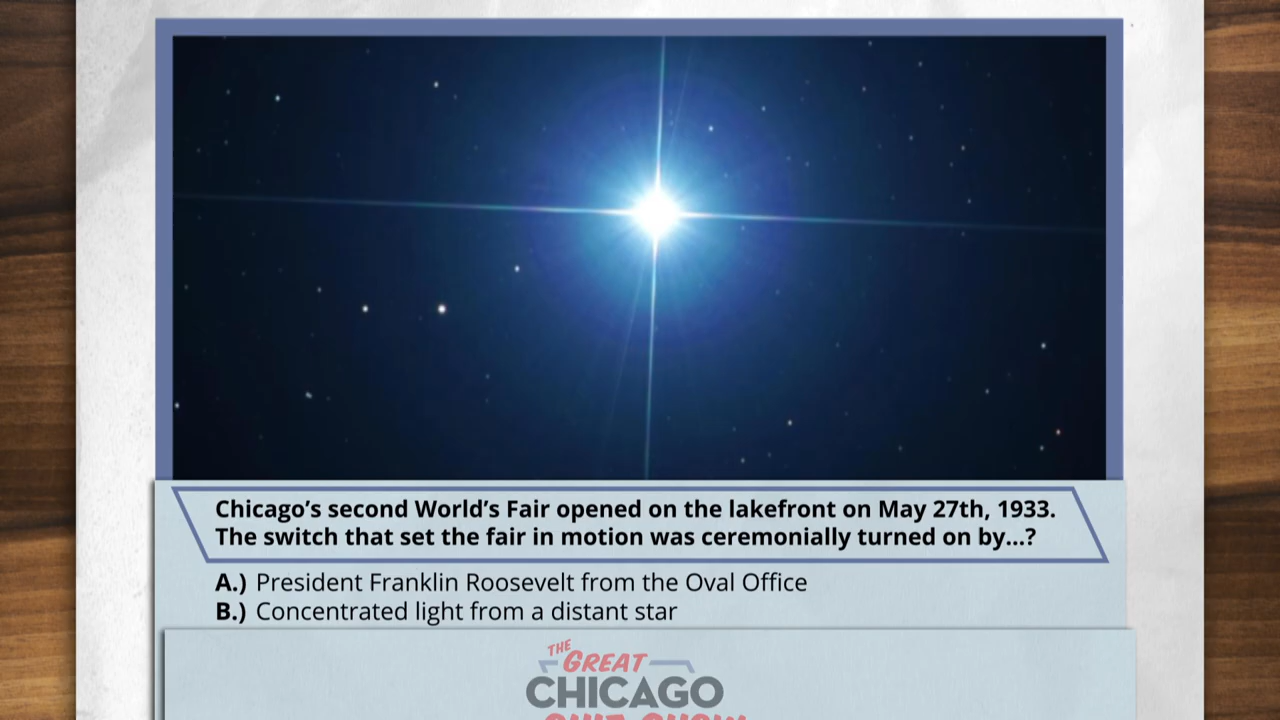 Chicago’s second World’s Fair opened on the lakefront on May 27th, 1933.
The switch that set the fair in motion was ceremonially turned on by...?
A.) President Franklin Roosevelt from the Oval Office
B.) Concentrated light from a distant star
THE
GREAT
CHICAGO
QUIZ SHOW